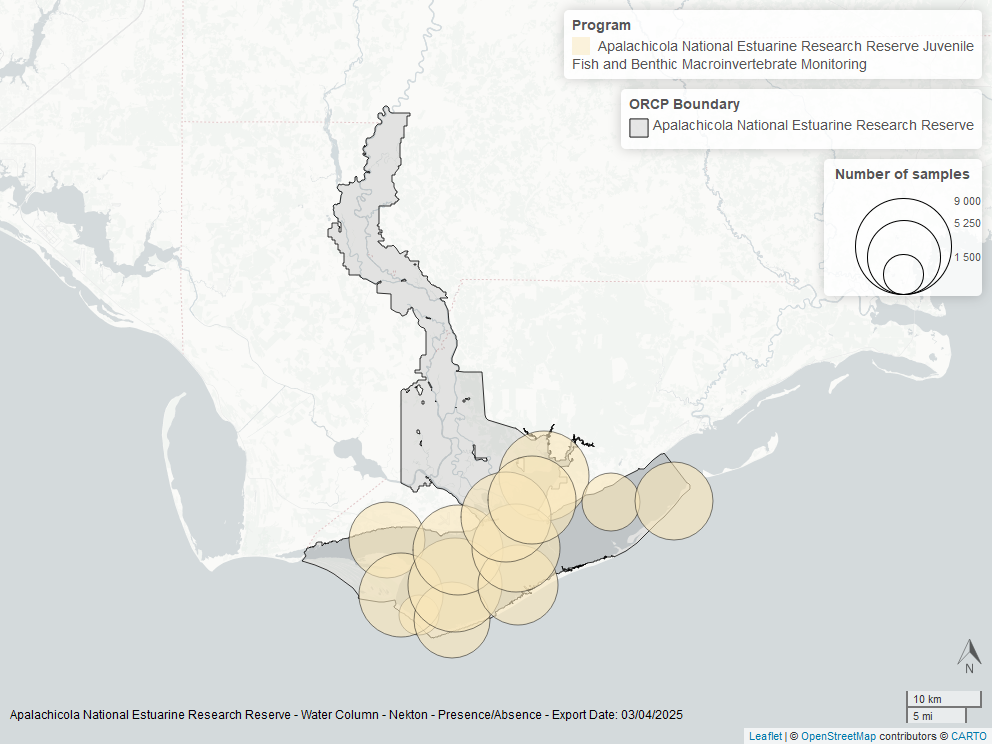 Program
Apalachicola National Estuarine Research Reserve Juvenile
Fish and Benthic Macroinvertebrate Monitoring
ORCP Boundary
Apalachicola National Estuarine Research Reserve
Number of samples
9 000
5 250
1 500
N
10 km
5 mi
Apalachicola National Estuarine Research Reserve - Water Column - Nekton - Presence/Absence - Export Date: 03/04/2025
Leaflet | © OpenStreetMap contributors © CARTO